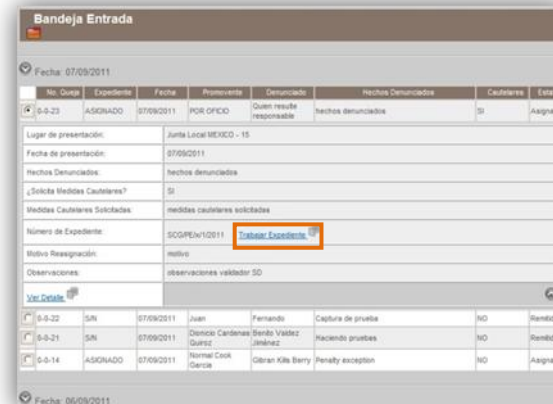 Bandeja Entrada
Fecha: 07/09/2011
No. Queja Expediente Fecha Promovente Denunciado Hechos Denunciados Cautelares Esta
0-0-23 ASIGNADO 07/09/2011 POR OFICIO Quien resulte responsable hechos denunciados SI Asigna
Lugar de presentación: Junta Local MEXICO - 15
Fecha de presentación: 07/09/2011
Hechos Denunciados: hechos denunciados
¿Solicita Medidas Cautelares? SI
Medidas Cautelares Solicitadas: medidas cautelares solicitadas
Número de Expediente: SCG/PE/x/1/2011 Trabajar Expediente
Motivo Reasignación: motivo
Observaciones: observaciones validador SD
Ver Detalle
0-0-22 S/N 07/09/2011 Juan Fernando Captura de prueba NO Remitid
0-0-21 S/N 07/09/2011 Dionicio Cardenas Quiroz Benito Valdez Jiménez Haciendo pruebas NO Remitid
0-0-14 ASIGNADO 07/09/2011 Normal Cook Garcia Gibran Berry Penalty exception NO Asigna
Fecha: 06/09/2011